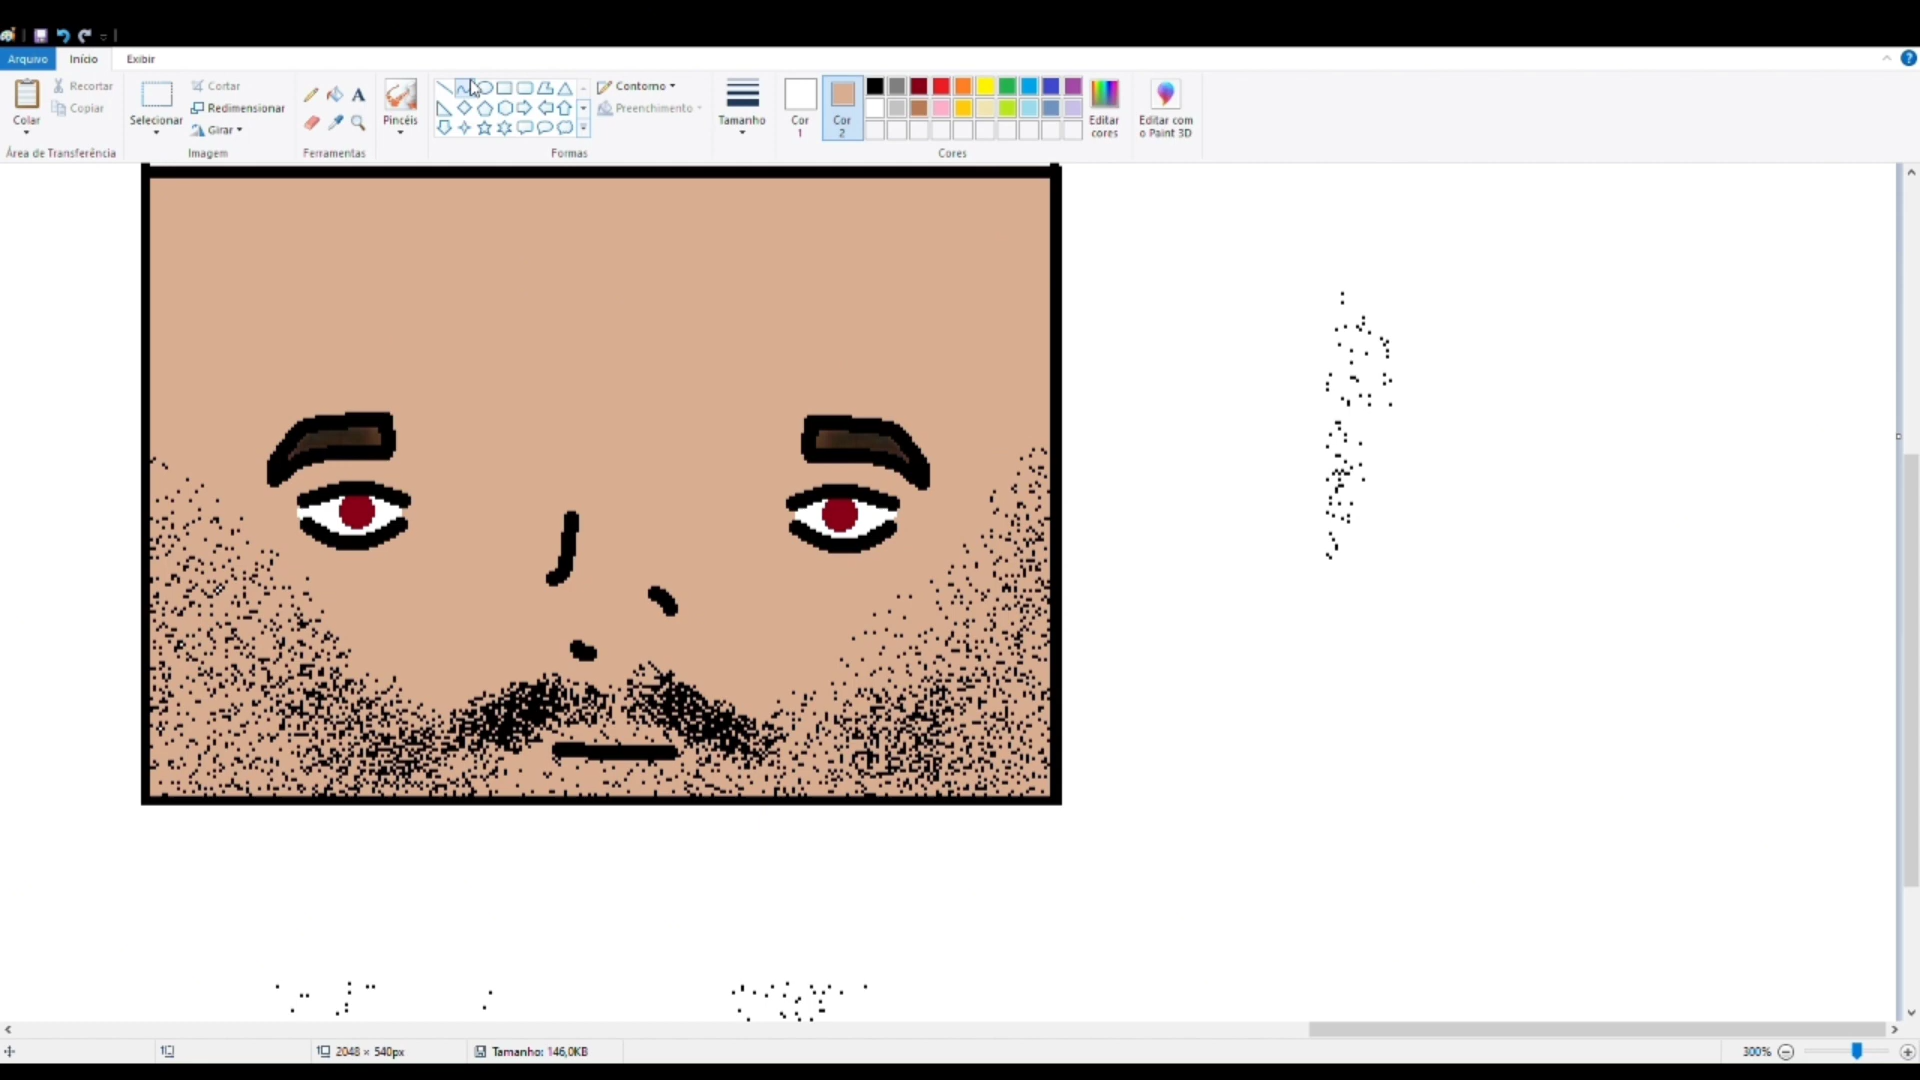 Arquivo Início Exibir
Colar
Recortar
Copiar
Área de Transferência
Selecionar
Cortar
Redimensionar
Girar
Imagem
A
Ferramentas
Pincéis
Formas
Contorno
Preenchimento
Tamanho
Cor 1
Cor 2
Cores
Editar cores
Editar com o Paint 3D
?
2048 × 540px
Tamanho: 146,0KB
300%